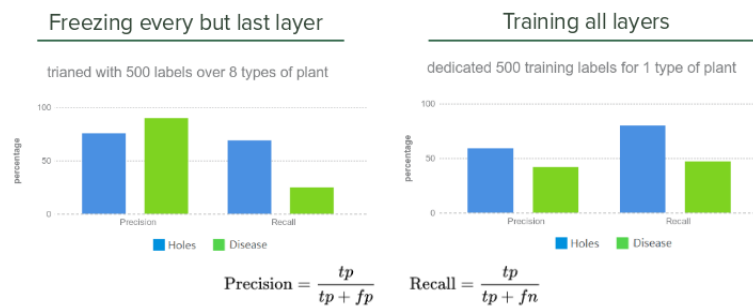 Freezing every but last layer
trianed with 500 labels over 8 types of plant
100
50
0
percentage
Precision
Recall
Holes
Disease
Training all layers
dedicated 500 training labels for 1 type of plant
100
50
0
percentage
Precision
Recall
Holes
Disease
Precision = tp / (tp + fp)
Recall = tp / (tp + fn)